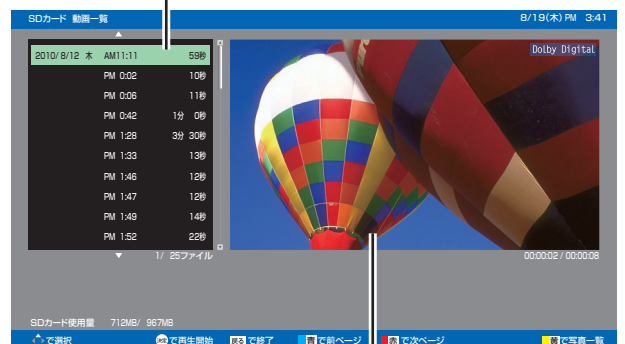 SDカード 動画一覧 8/19(木) PM 3:41
2010/ 8/12 木 AM11:11 59秒
PM 0:02 10秒
PM 0:06 11秒
PM 0:42 1分 0秒
PM 1:28 3分 30秒
PM 1:33 13秒
PM 1:46 12秒
PM 1:47 12秒
PM 1:49 14秒
PM 1:52 22秒
1/ 25ファイル
Dolby Digital
00:00:02 / 00:00:08
SDカード使用量 712MB/ 967MB
で選択 決定 で再生開始 戻る で終了 青 で前ページ 赤 で次ページ 黄 で写真一覧